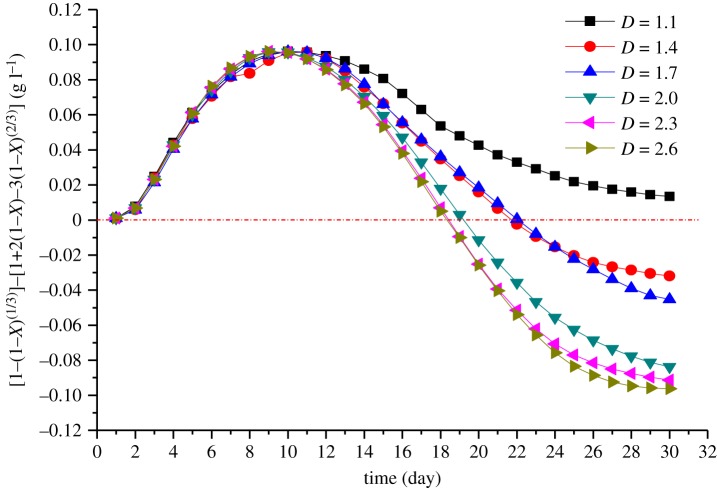 0.12
0.10
0.08
0.06
0.04
0.02
0
–0.02
–0.04
–0.06
–0.08
–0.10
–0.12
[1–(1–X)(1/3)]–[1+2(1–X)–3(1–X)(2/3)] (g l–1)
D = 1.1
D = 1.4
D = 1.7
D = 2.0
D = 2.3
D = 2.6
0 2 4 6 8 10 12 14 16 18 20 22 24 26 28 30 32
time (day)